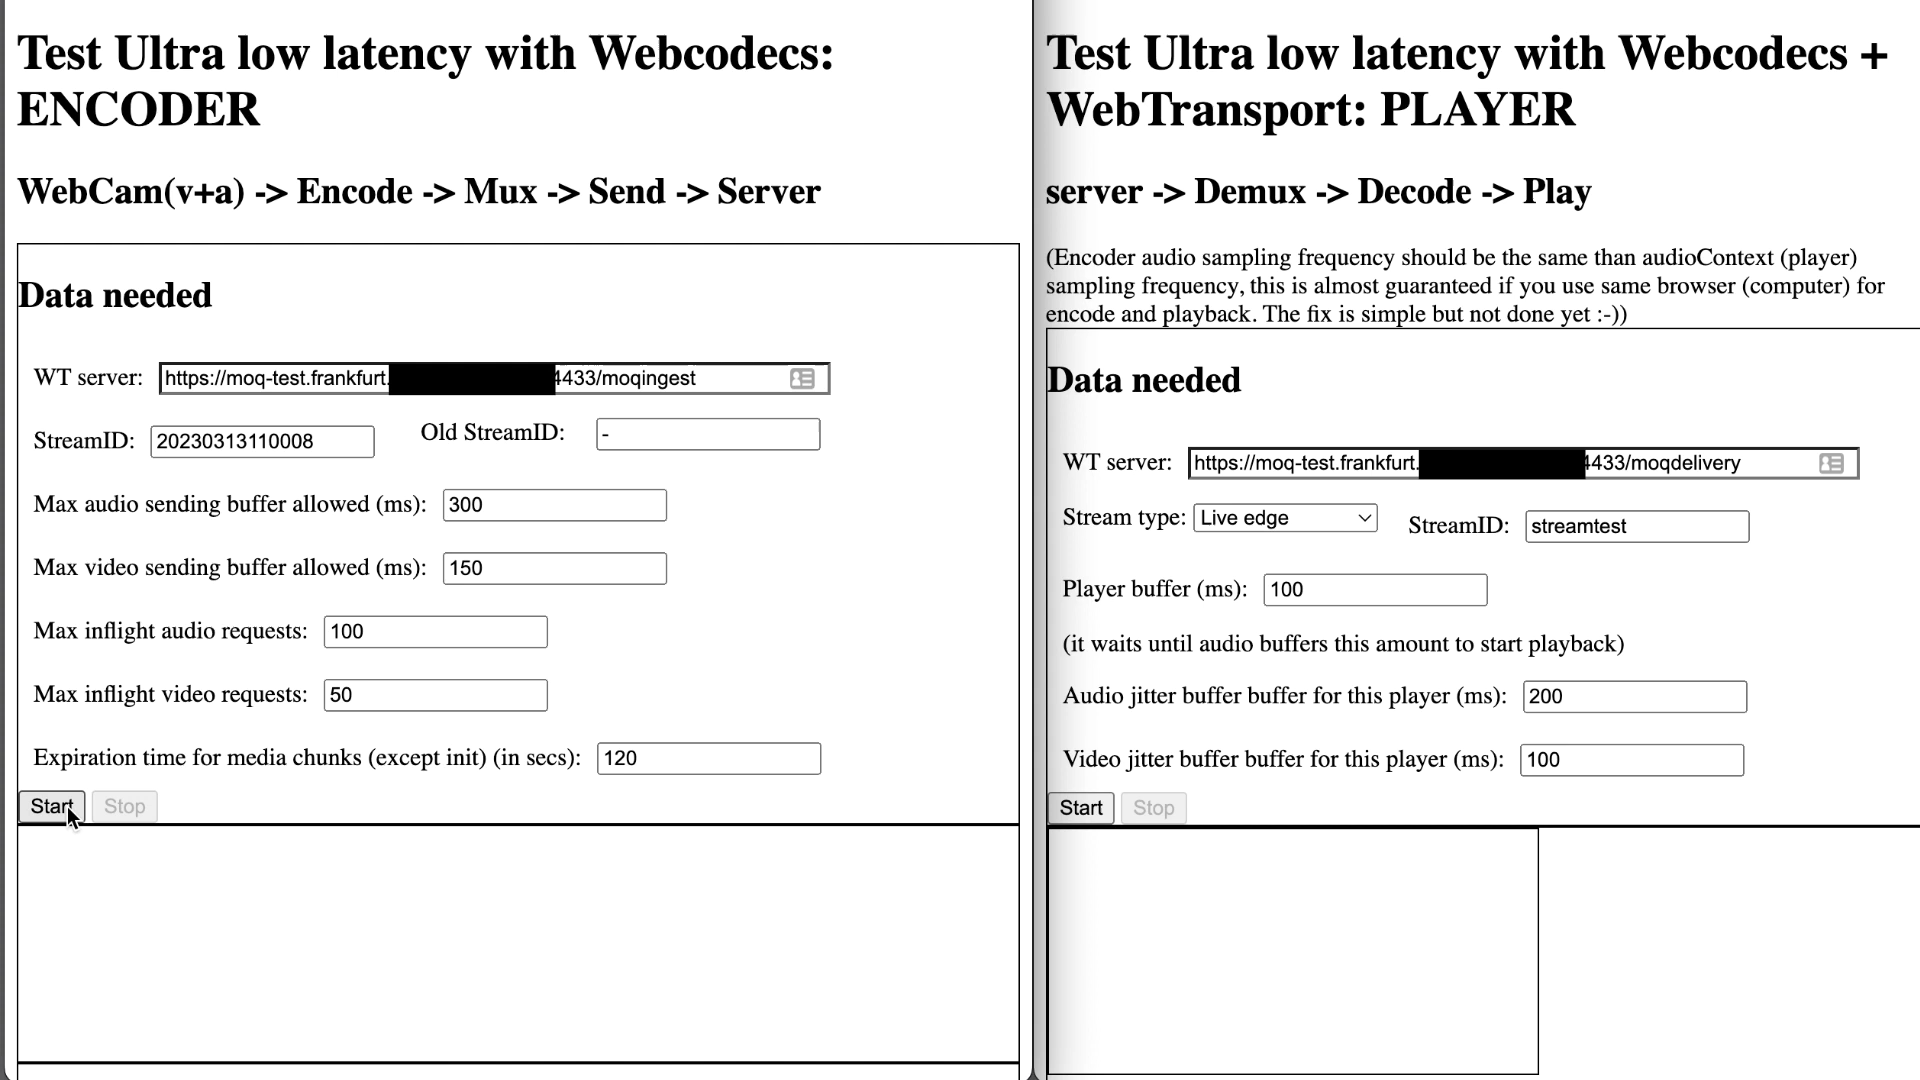 Test Ultra low latency with Webcodecs:
ENCODER
WebCam(v+a) -> Encode -> Mux -> Send -> Server
Data needed
WT server: https://moq-test.frankfurt. 4433/moqingest
StreamID: 20230313110008 Old StreamID: -
Max audio sending buffer allowed (ms): 300
Max video sending buffer allowed (ms): 150
Max inflight audio requests: 100
Max inflight video requests: 50
Expiration time for media chunks (except init) (in secs): 120
Start Stop
Test Ultra low latency with Webcodecs +
WebTransport: PLAYER
server -> Demux -> Decode -> Play
(Encoder audio sampling frequency should be the same than audioContext (player)
sampling frequency, this is almost guaranteed if you use same browser (computer) for
encode and playback. The fix is simple but not done yet :-))
Data needed
WT server: https://moq-test.frankfurt. 4433/moqdelivery
Stream type: Live edge StreamID: streamtest
Player buffer (ms): 100
(it waits until audio buffers this amount to start playback)
Audio jitter buffer buffer for this player (ms): 200
Video jitter buffer buffer for this player (ms): 100
Start Stop